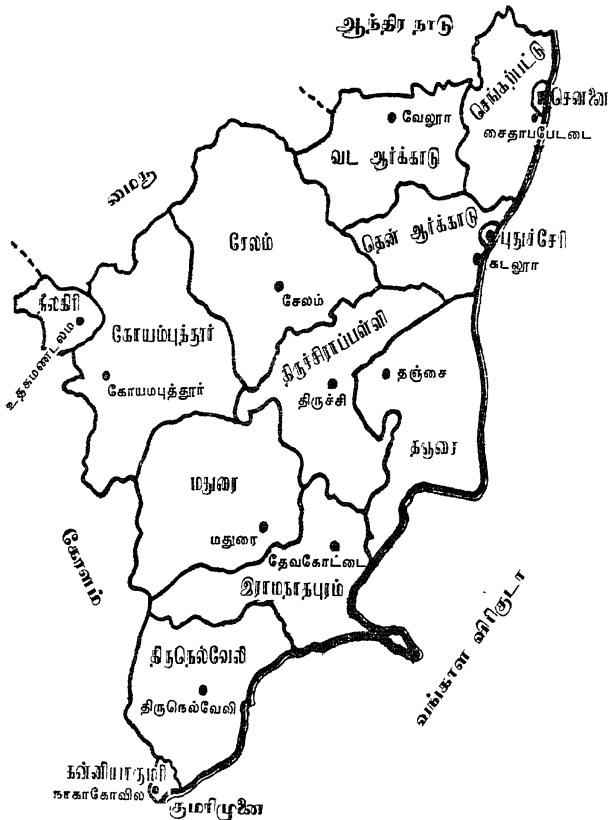 ஆந்திர நாடு
செங்கற்பட்டு
சென்னை
வேலூர்
சைதாப்பேட்டை
வட ஆர்க்காடு
மைசூர்
தென் ஆர்க்காடு
புதுச்சேரி
சேலம்
கடலூர்
சேலம்
நீலகிரி
கோயம்புத்தூர்
உதகமண்டலம்
திருச்சிராப்பள்ளி
கோயமபுத்தூர்
திருச்சி
தஞ்சை
தஞ்சை
மதுரை
மதுரை
தேவகோட்டை
கேரளம்
இராமநாதபுரம்
வங்காள விரிகுடா
திருநெல்வேலி
திருநெல்வேலி
கன்னியாகுமரி
நாகர்கோவில்
குமரிமுனை